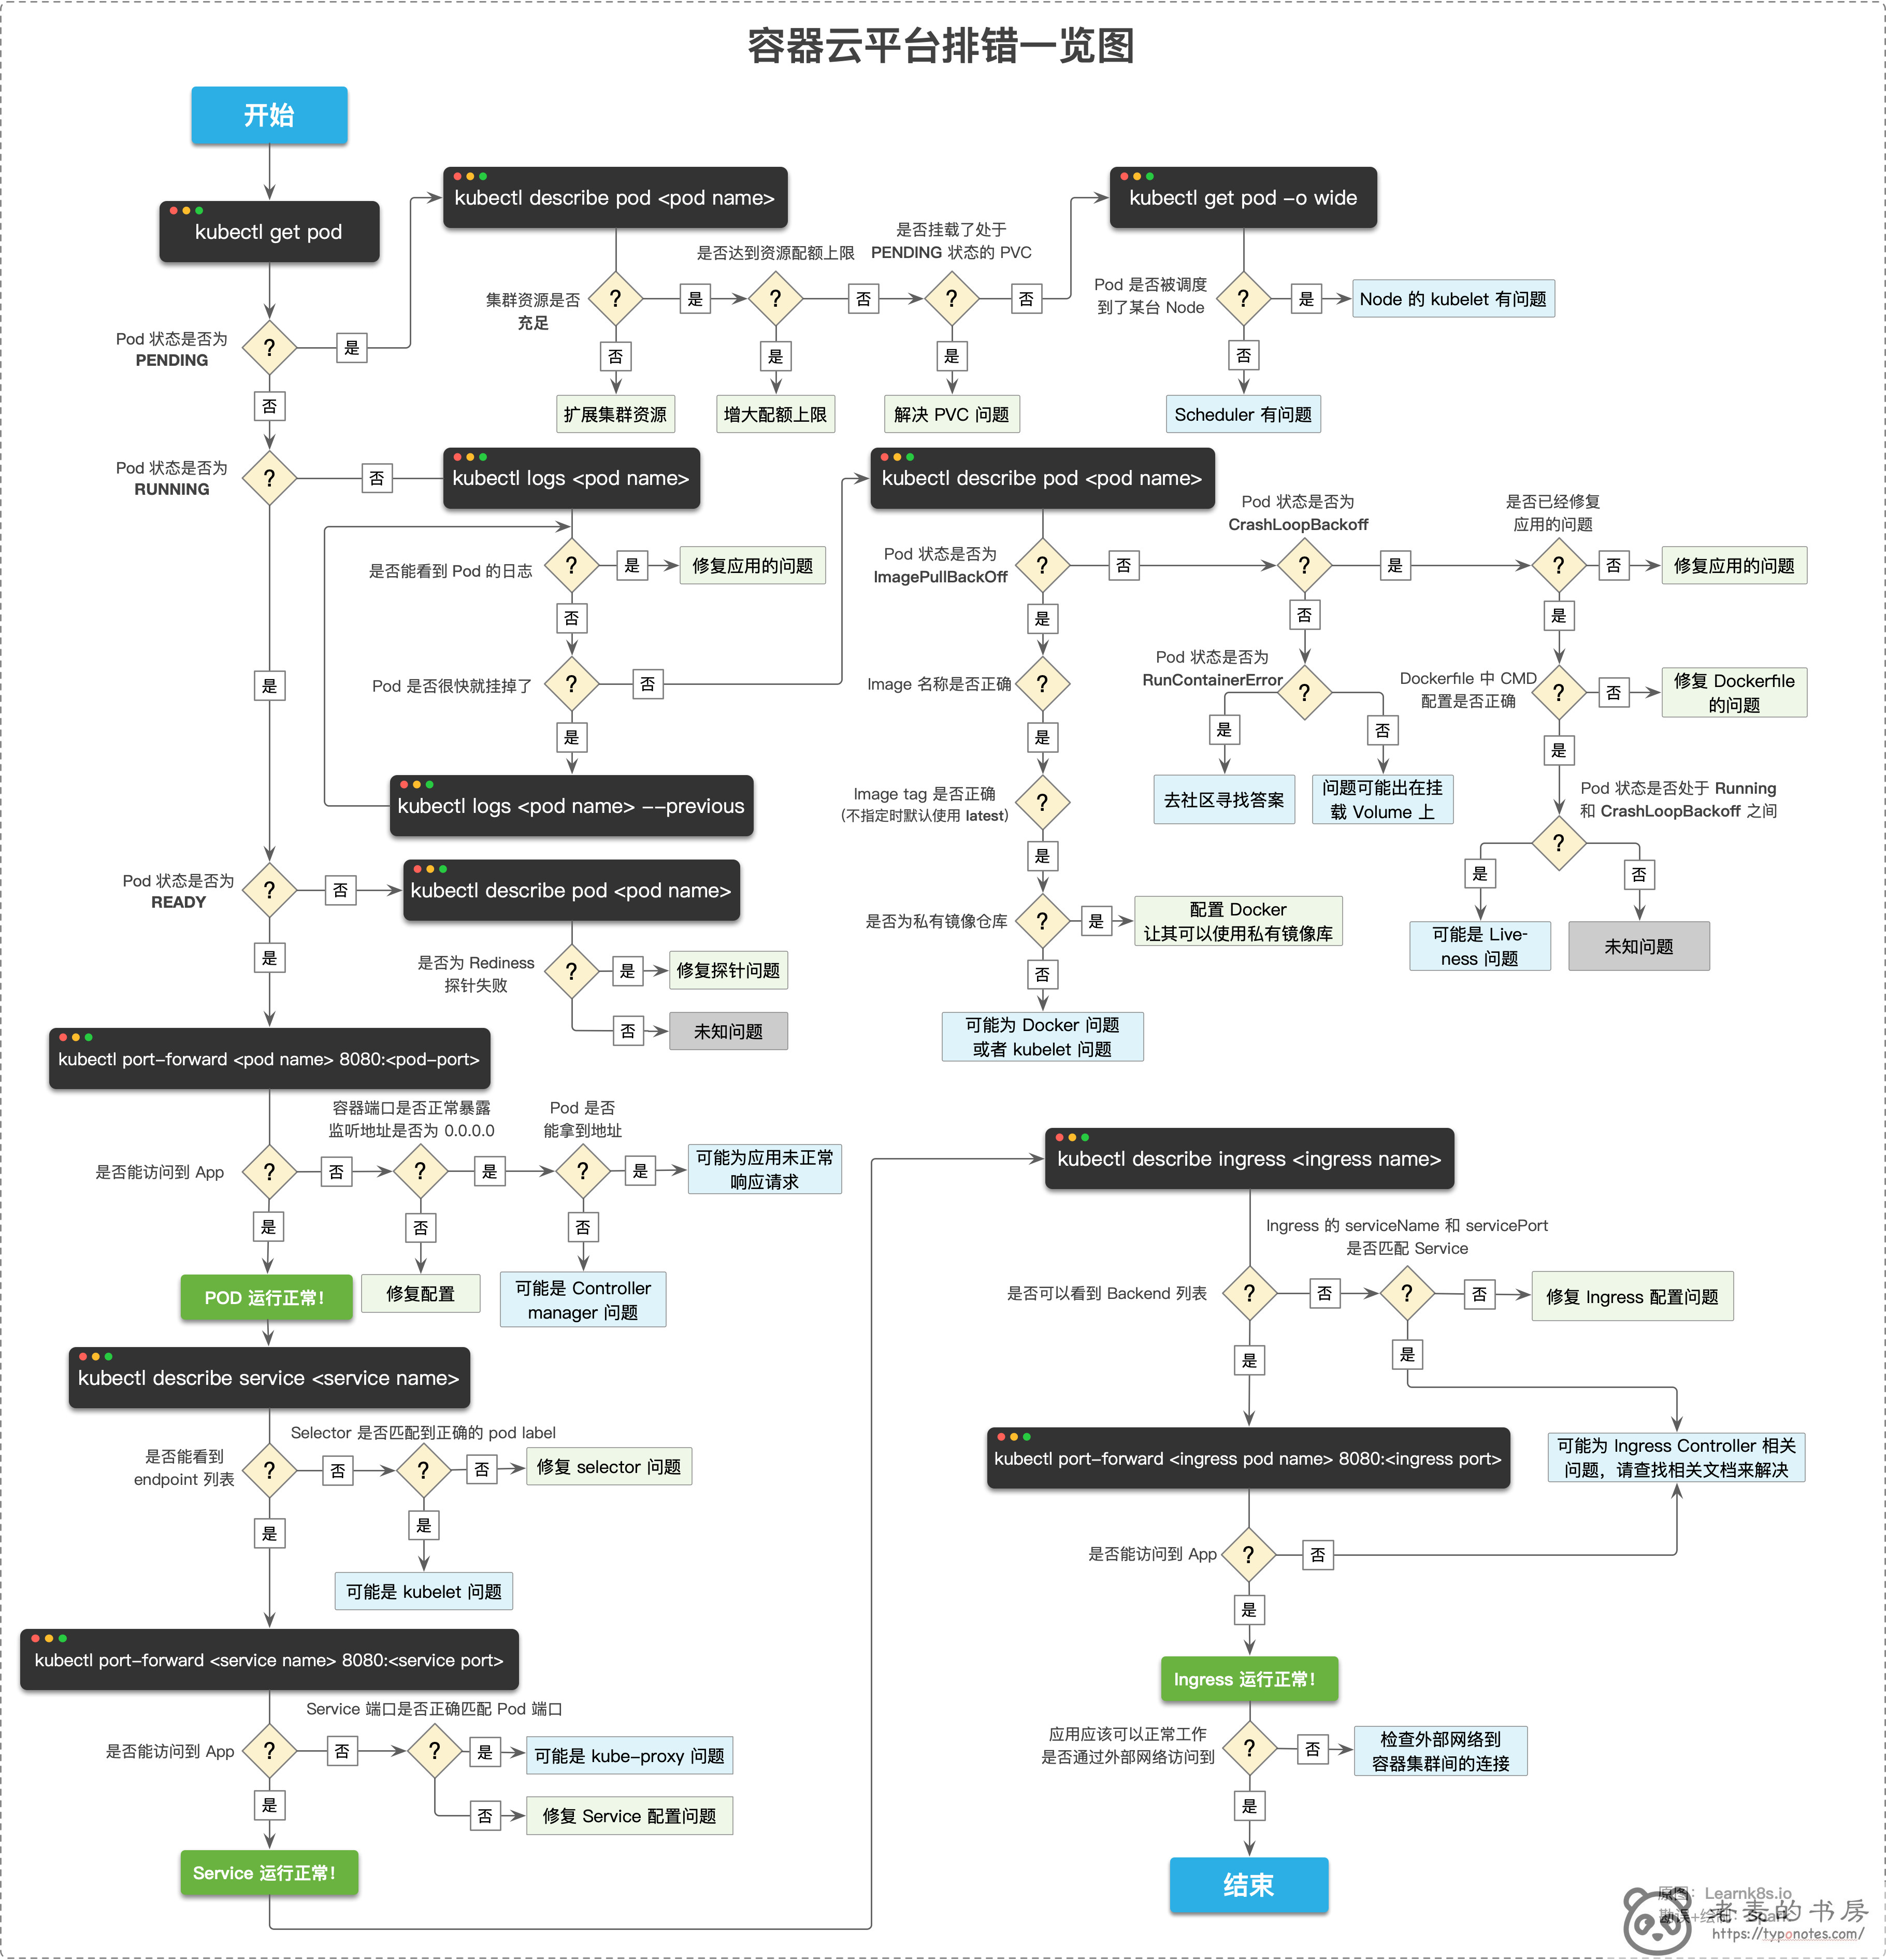 容器云平台排错一览图
开始
kubectl get pod
Pod 状态是否为
PENDING
?
是
否
kubectl describe pod <pod name>
集群资源是否
充足
?
是
否
扩展集群资源
是否达到资源配额上限
?
否
是
增大配额上限
是否挂载了处于
PENDING 状态的 PVC
?
否
是
解决 PVC 问题
kubectl get pod -o wide
Pod 是否被调度
到了某台 Node
?
是
Node 的 kubelet 有问题
否
Scheduler 有问题
Pod 状态是否为
RUNNING
?
否
是
kubectl logs <pod name>
是否能看到 Pod 的日志
?
是
修复应用的问题
否
Pod 是否很快就挂掉了
?
否
是
kubectl logs <pod name> --previous
kubectl describe pod <pod name>
Pod 状态是否为
ImagePullBackOff
?
否
是
Image 名称是否正确
?
是
Image tag 是否正确
(不指定时默认使用 latest)
?
是
是否为私有镜像仓库
?
是
配置 Docker
让其可以使用私有镜像库
否
可能为 Docker 问题
或者 kubelet 问题
Pod 状态是否为
CrashLoopBackoff
?
是
否
Pod 状态是否为
RunContainerError
?
是
否
去社区寻找答案
问题可能出在挂
载 Volume 上
是否已经修复
应用的问题
?
否
修复应用的问题
是
Dockerfile 中 CMD
配置是否正确
?
否
修复 Dockerfile
的问题
是
Pod 状态是否处于 Running
和 CrashLoopBackoff 之间
?
是
否
可能是 Live-
ness 问题
未知问题
Pod 状态是否为
READY
?
否
是
kubectl describe pod <pod name>
是否为 Rediness
探针失败
?
是
修复探针问题
否
未知问题
kubectl port-forward <pod name> 8080:<pod-port>
是否能访问到 App
?
否
是
容器端口是否正常暴露
监听地址是否为 0.0.0.0
?
是
否
修复配置
Pod 是否
能拿到地址
?
是
可能为应用未正常
响应请求
否
可能是 Controller
manager 问题
POD 运行正常！
kubectl describe service <service name>
是否能看到
endpoint 列表
?
否
是
Selector 是否匹配到正确的 pod label
?
否
修复 selector 问题
是
可能是 kubelet 问题
kubectl port-forward <service name> 8080:<service port>
是否能访问到 App
?
否
是
Service 端口是否正确匹配 Pod 端口
?
是
可能是 kube-proxy 问题
否
修复 Service 配置问题
Service 运行正常！
kubectl describe ingress <ingress name>
是否可以看到 Backend 列表
?
否
是
Ingress 的 serviceName 和 servicePort
是否匹配 Service
?
否
修复 Ingress 配置问题
是
可能为 Ingress Controller 相关
问题，请查找相关文档来解决
kubectl port-forward <ingress pod name> 8080:<ingress port>
是否能访问到 App
?
否
是
Ingress 运行正常！
应用应该可以正常工作
是否通过外部网络访问到
?
否
检查外部网络到
容器集群间的连接
是
结束
原图：Learnk8s.io
勘误+绘制：Spark
老麦的书房
https://typonotes.com/